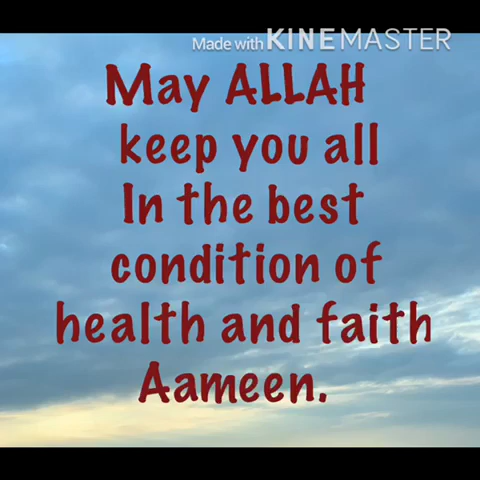 Made with KINEMASTER
May ALLAH
keep you all
In the best
condition of
health and faith
Aameen.